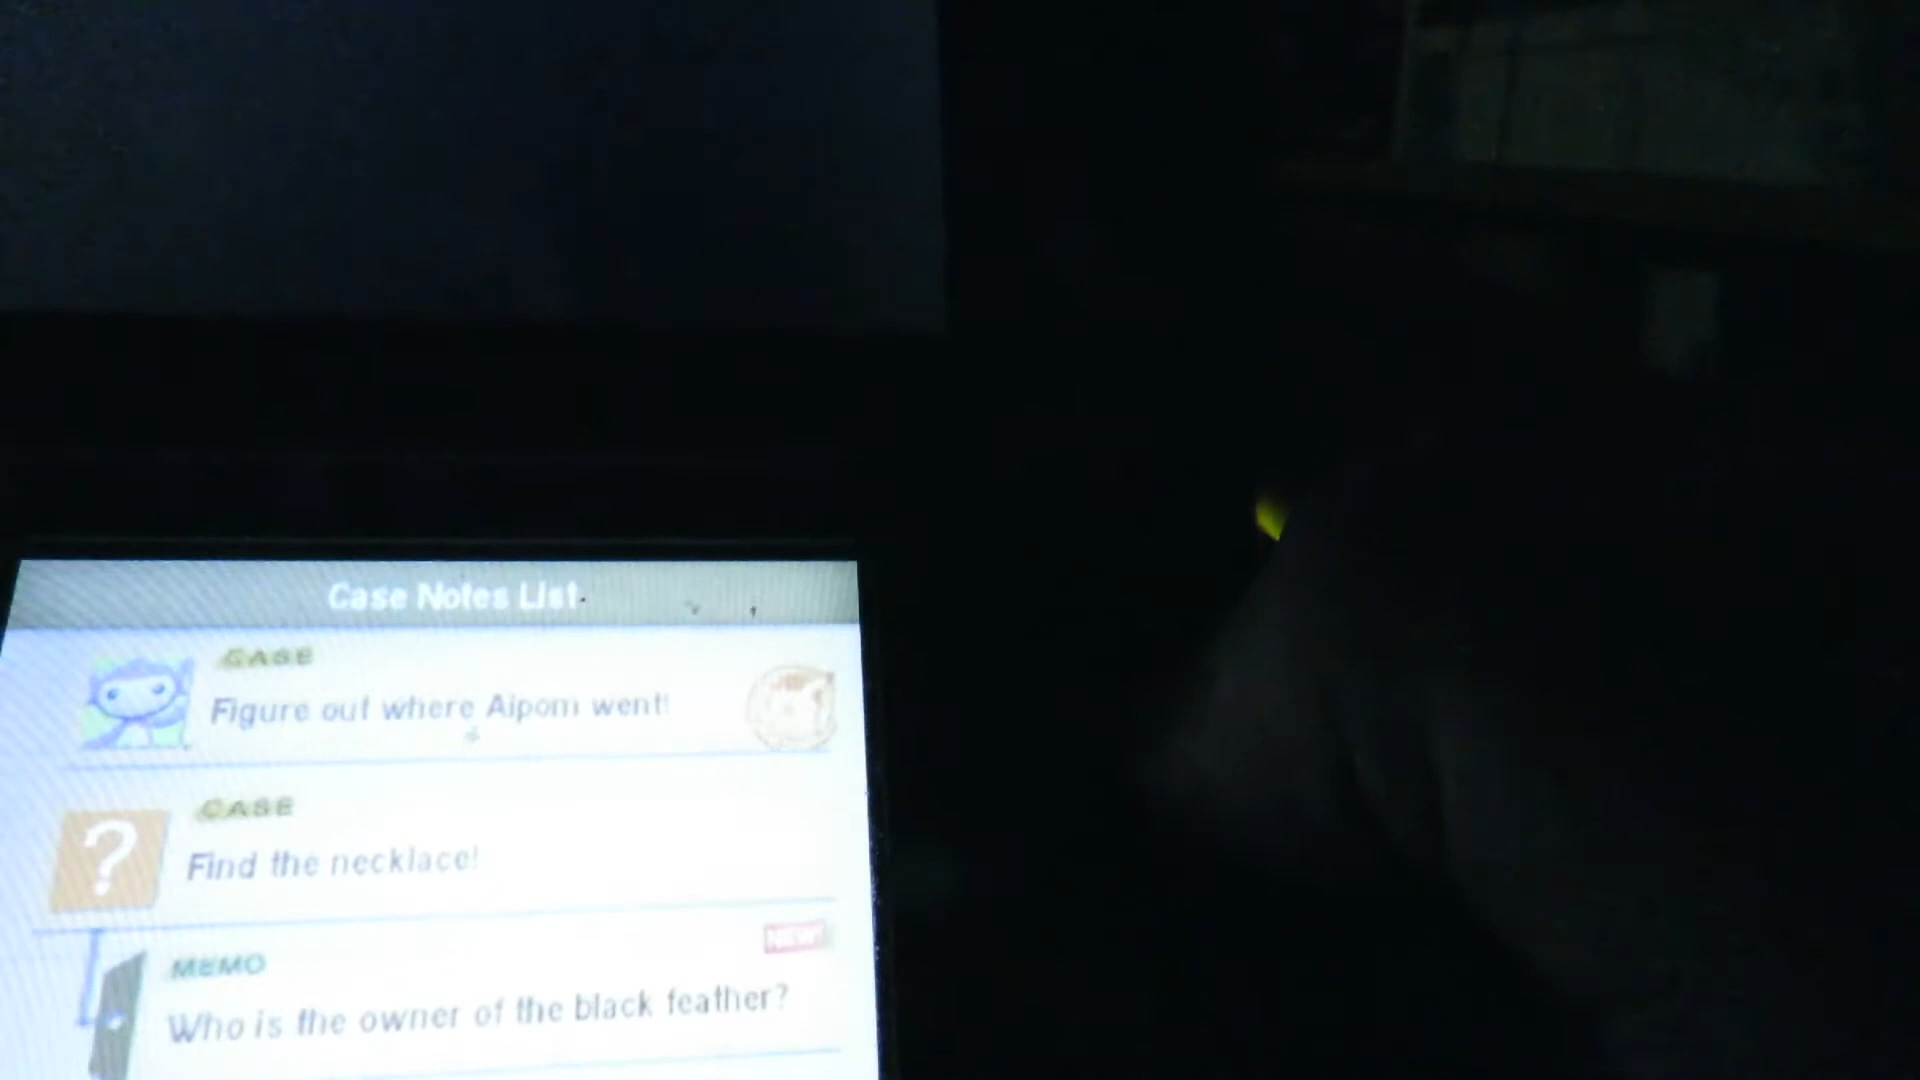 Case Notes List
CASE
Figure out where Aipom went!
CASE
Find the necklace!
NEW!
MEMO
Who is the owner of the black feather?